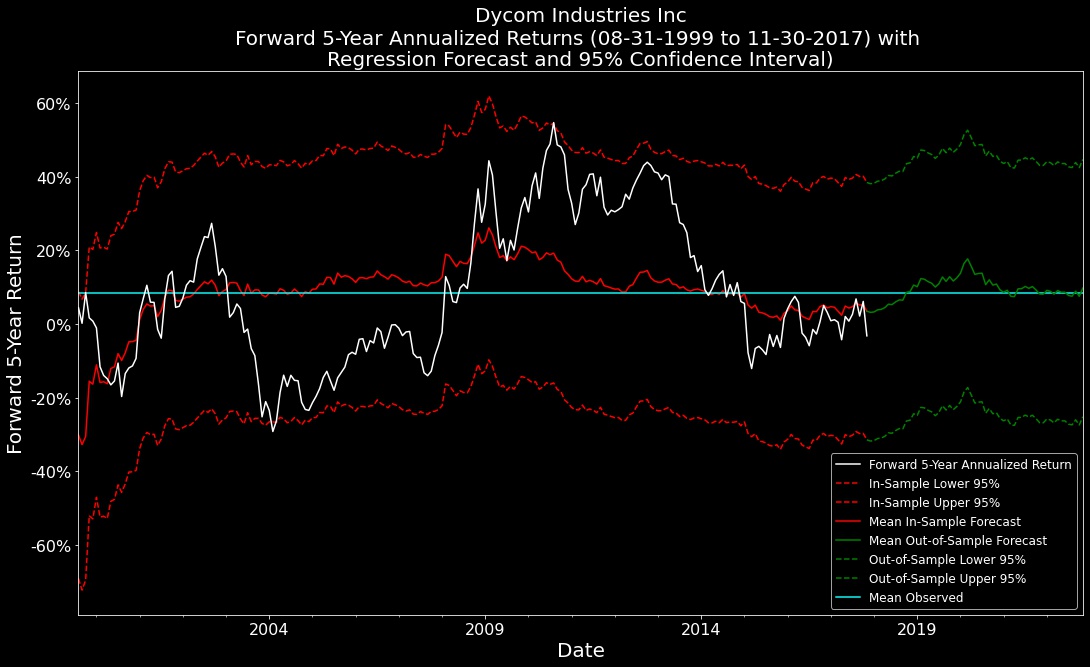 Dycom Industries Inc
Forward 5-Year Annualized Returns (08-31-1999 to 11-30-2017) with
Regression Forecast and 95% Confidence Interval)
Forward 5-Year Return
60%
40%
20%
0%
-20%
-40%
-60%
Forward 5-Year Annualized Return
In-Sample Lower 95%
In-Sample Upper 95%
Mean In-Sample Forecast
Mean Out-of-Sample Forecast
Out-of-Sample Lower 95%
Out-of-Sample Upper 95%
Mean Observed
2004 2009 2014 2019
Date